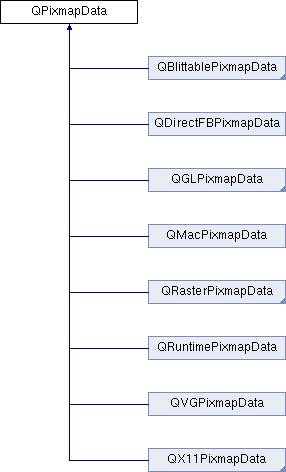 QPixmapData
QBlittablePixmapData
QDirectFBPixmapData
QGLPixmapData
QMacPixmapData
QRasterPixmapData
QRuntimePixmapData
QVGPixmapData
QX11PixmapData